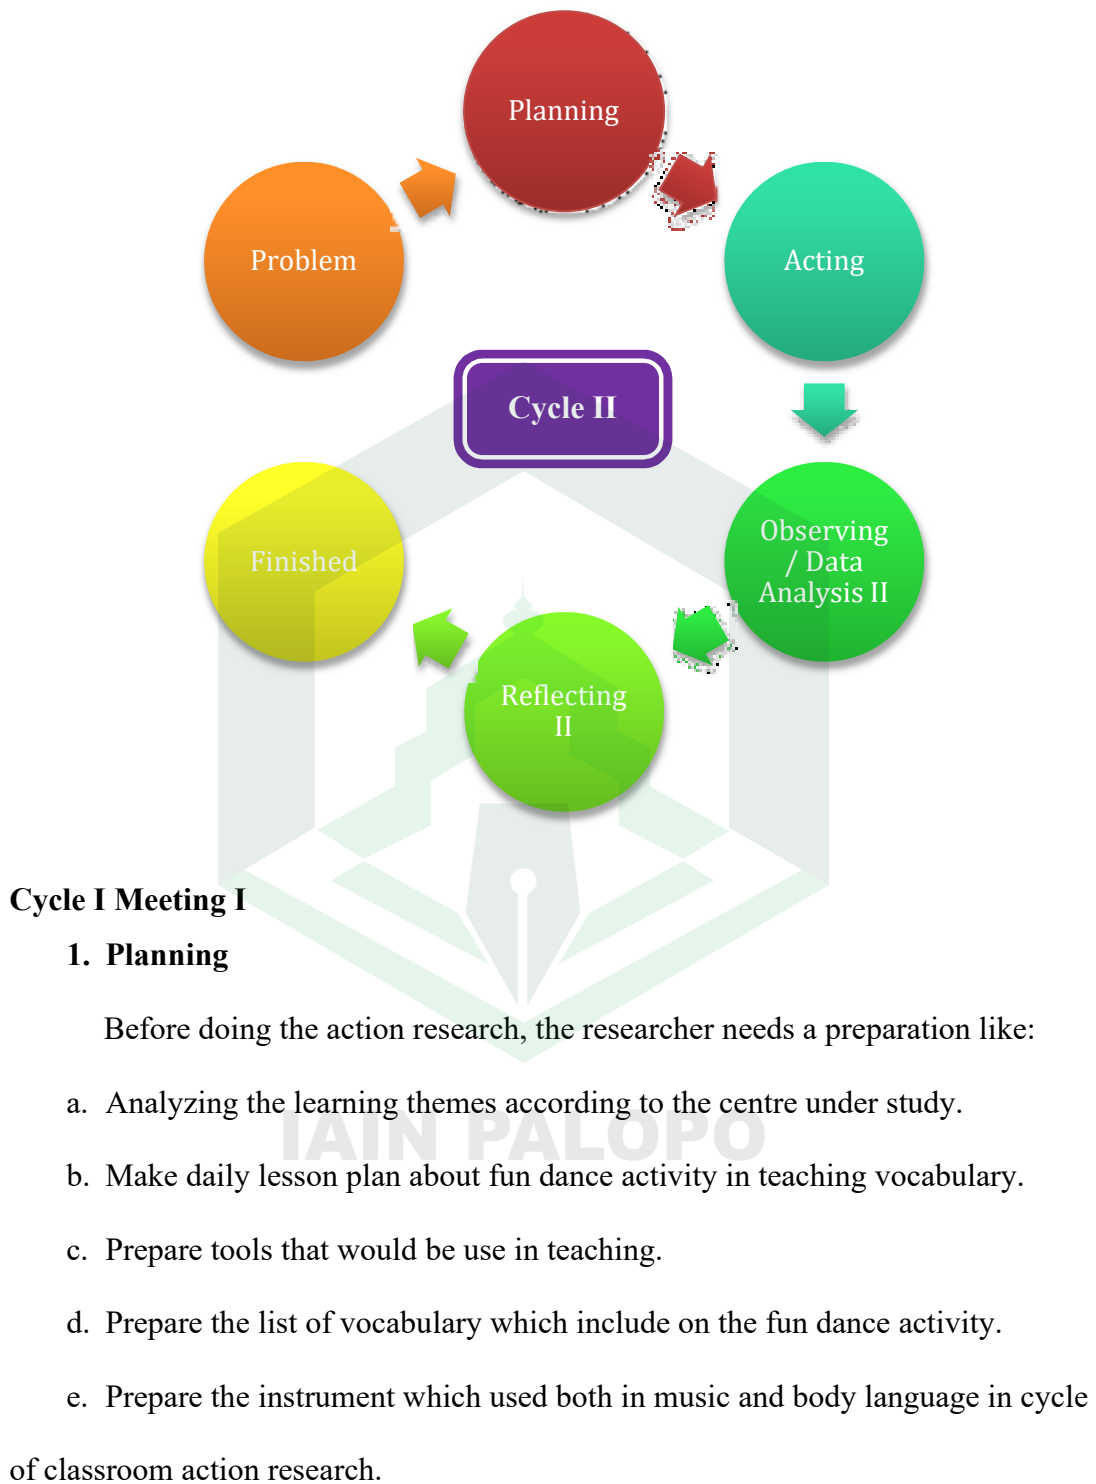 Planning
Problem
Acting
Cycle II
Finished
Observing
/ Data
Analysis II
Reflecting
II
Cycle I Meeting I
1. Planning
Before doing the action research, the researcher needs a preparation like:
a. Analyzing the learning themes according to the centre under study.
IAIN PALOPO
b. Make daily lesson plan about fun dance activity in teaching vocabulary.
c. Prepare tools that would be use in teaching.
d. Prepare the list of vocabulary which include on the fun dance activity.
e. Prepare the instrument which used both in music and body language in cycle
of classroom action research.